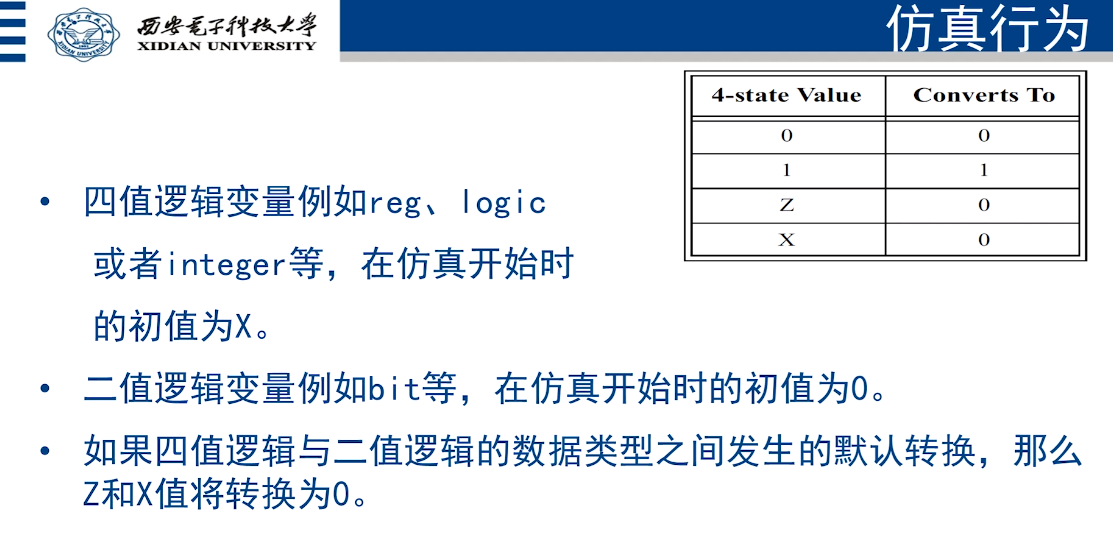 西安电子科技大学
XIDIAN UNIVERSITY
仿真行为
4-state Value Converts To
0 0
1 1
Z 0
X 0
• 四值逻辑变量例如reg、logic
或者integer等，在仿真开始时
的初值为X。
• 二值逻辑变量例如bit等，在仿真开始时的初值为0。
• 如果四值逻辑与二值逻辑的数据类型之间发生的默认转换，那么
Z和X值将转换为0。